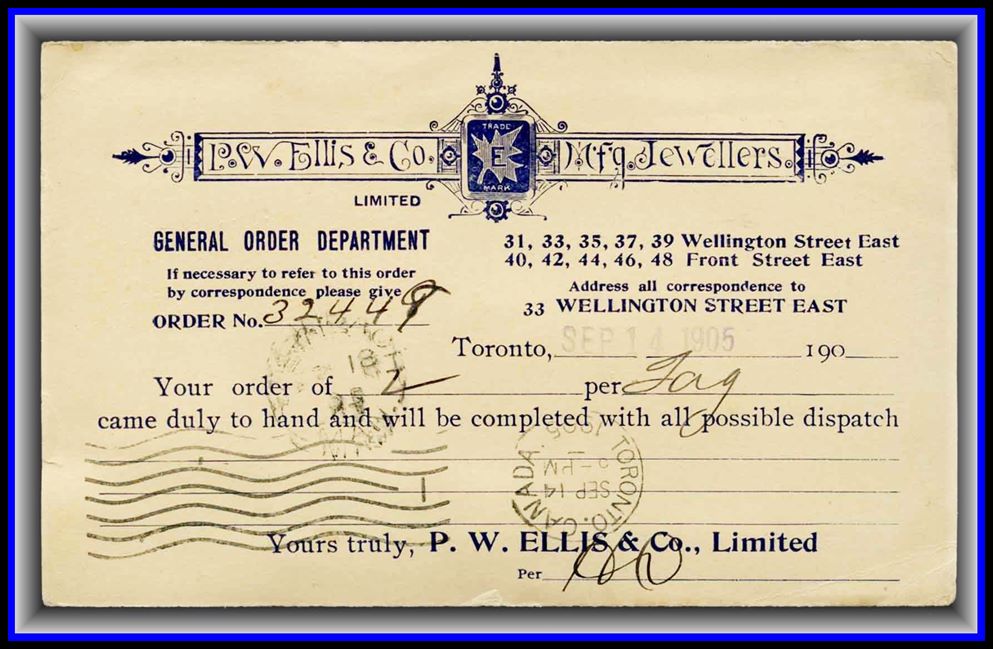 P.W. Ellis & Co. Mfg. Jewellers.
TRADE
E
MARK
LIMITED
GENERAL ORDER DEPARTMENT
If necessary to refer to this order
by correspondence please give
ORDER No. 32449
31, 33, 35, 37, 39 Wellington Street East
40, 42, 44, 46, 48 Front Street East
Address all correspondence to
33 WELLINGTON STREET EAST
Toronto, SEP 14 1905 190
Your order of per Tag
came duly to hand and will be completed with all possible dispatch
TORONTO. CANADA.
SEP 14
5-PM
1905
Yours truly, P. W. ELLIS & Co., Limited
Per